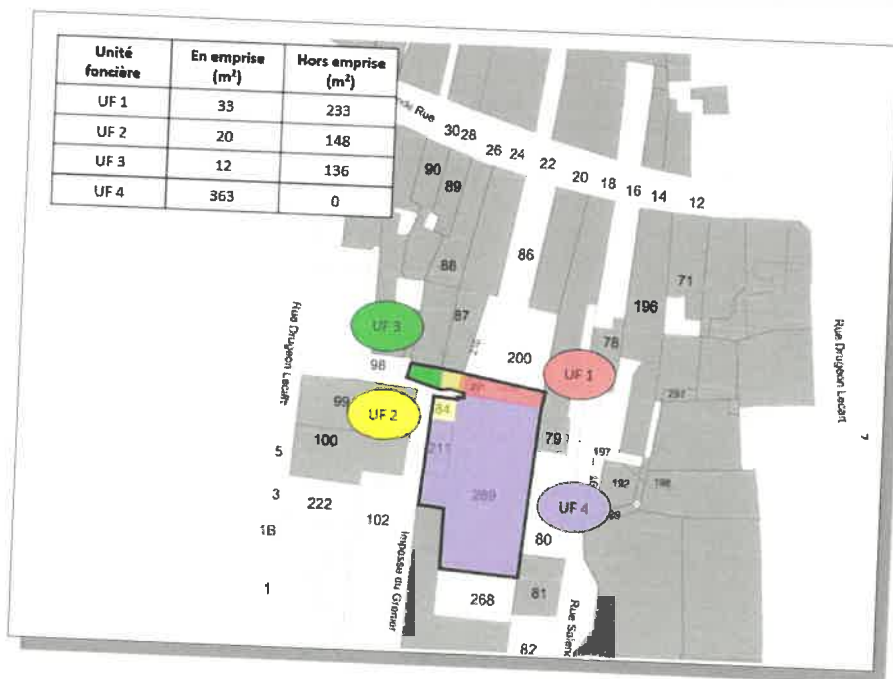 Unité foncière | En emprise (m²) | Hors emprise (m²)
UF 1 | 33 | 233
UF 2 | 20 | 148
UF 3 | 12 | 136
UF 4 | 363 | 0
Rue
30 28
26 24
22
20
18
16
14
12
90
89
86
88
71
196
87
78
UF 3
200
UF 1
98
99
UF 2
84
79
100
5
211
289
197
192
198
3
222
UF 4
1B
102
80
1
268
81
82
Rue Drugeon Lecart
Impasse du Grenier
Rue
Rue Drugeon Lecart
7